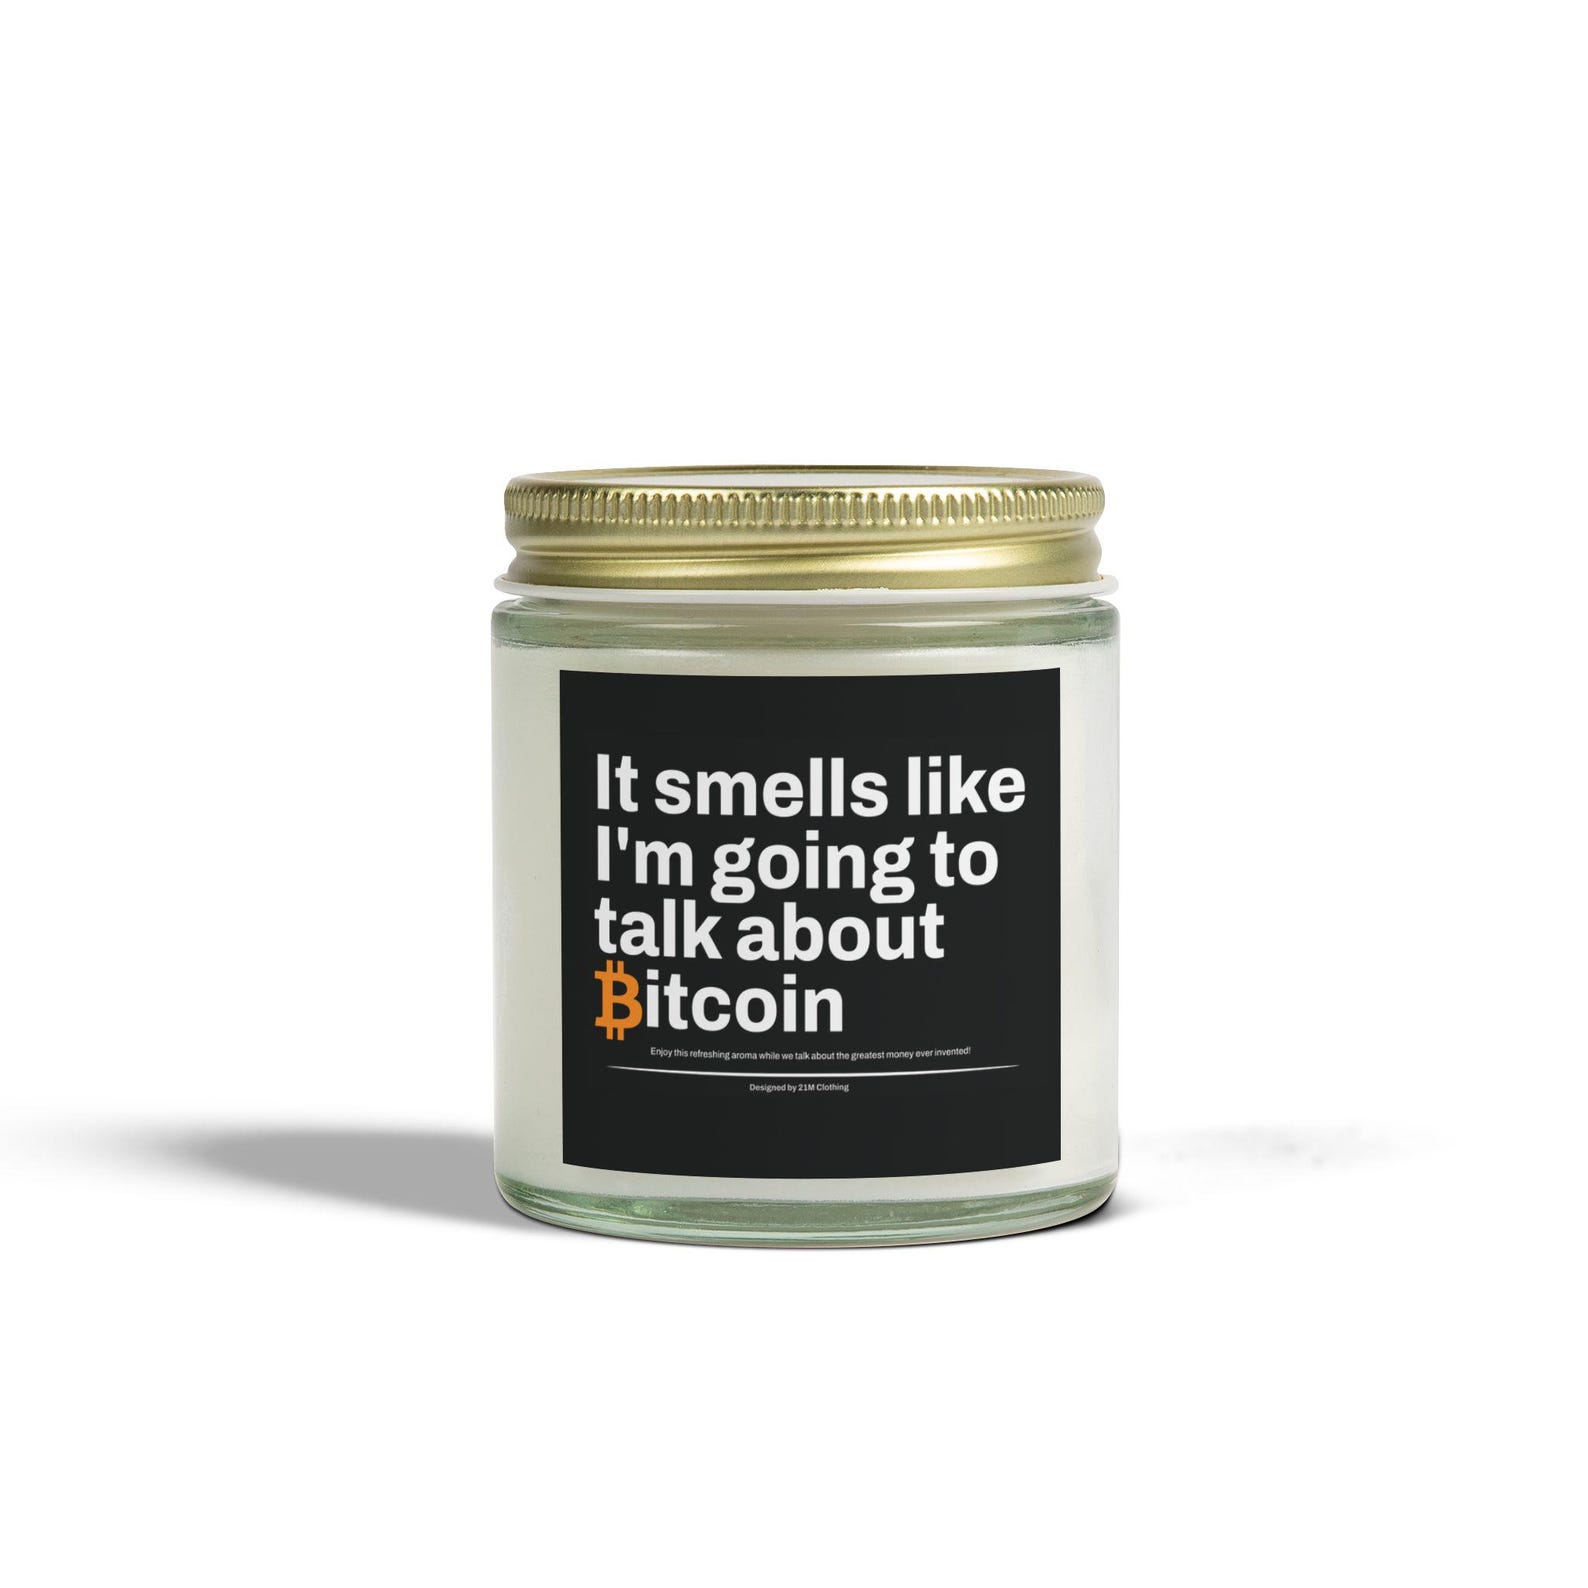 It smells like
I'm going to
talk about
₿itcoin
Enjoy this refreshing aroma while we talk about the greatest money ever invented!
Designed by 21M Clothing